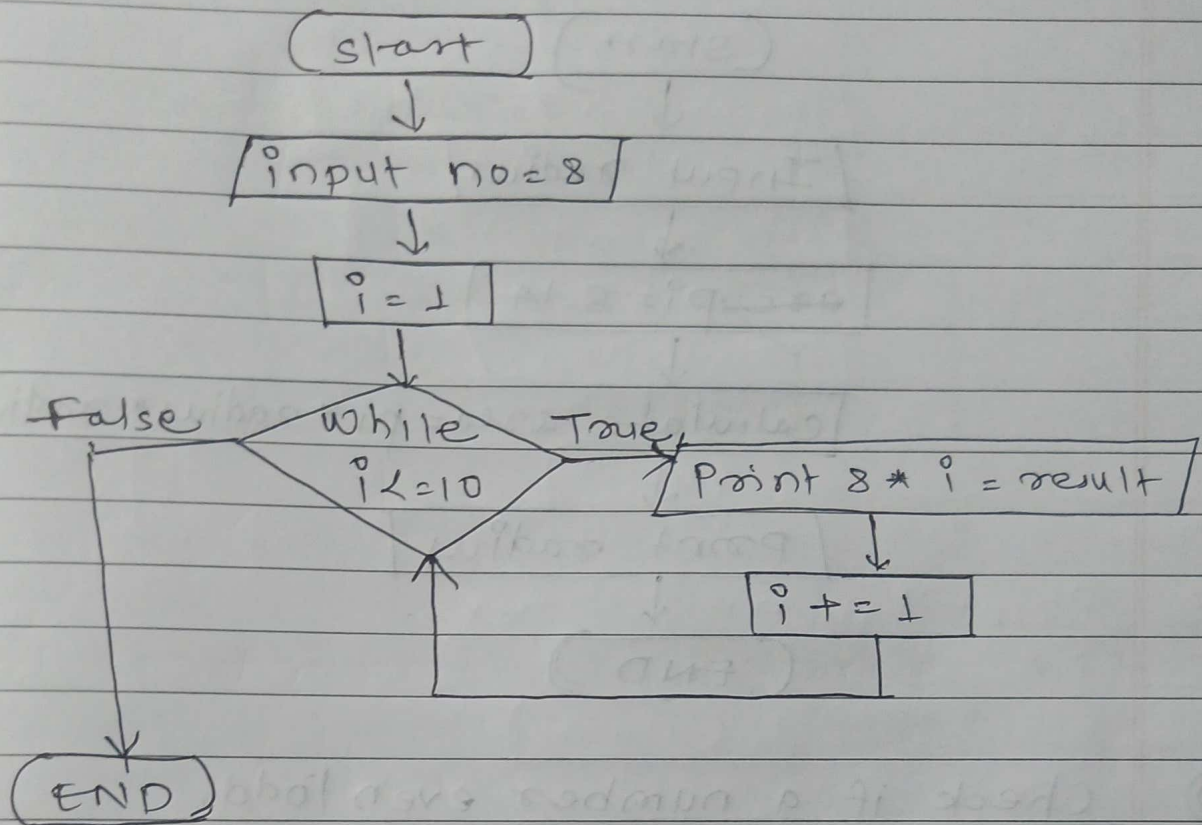 Start
input no = 8
i = 1
False
While
i <= 10
True
Print 8 * i = result
i += 1
END